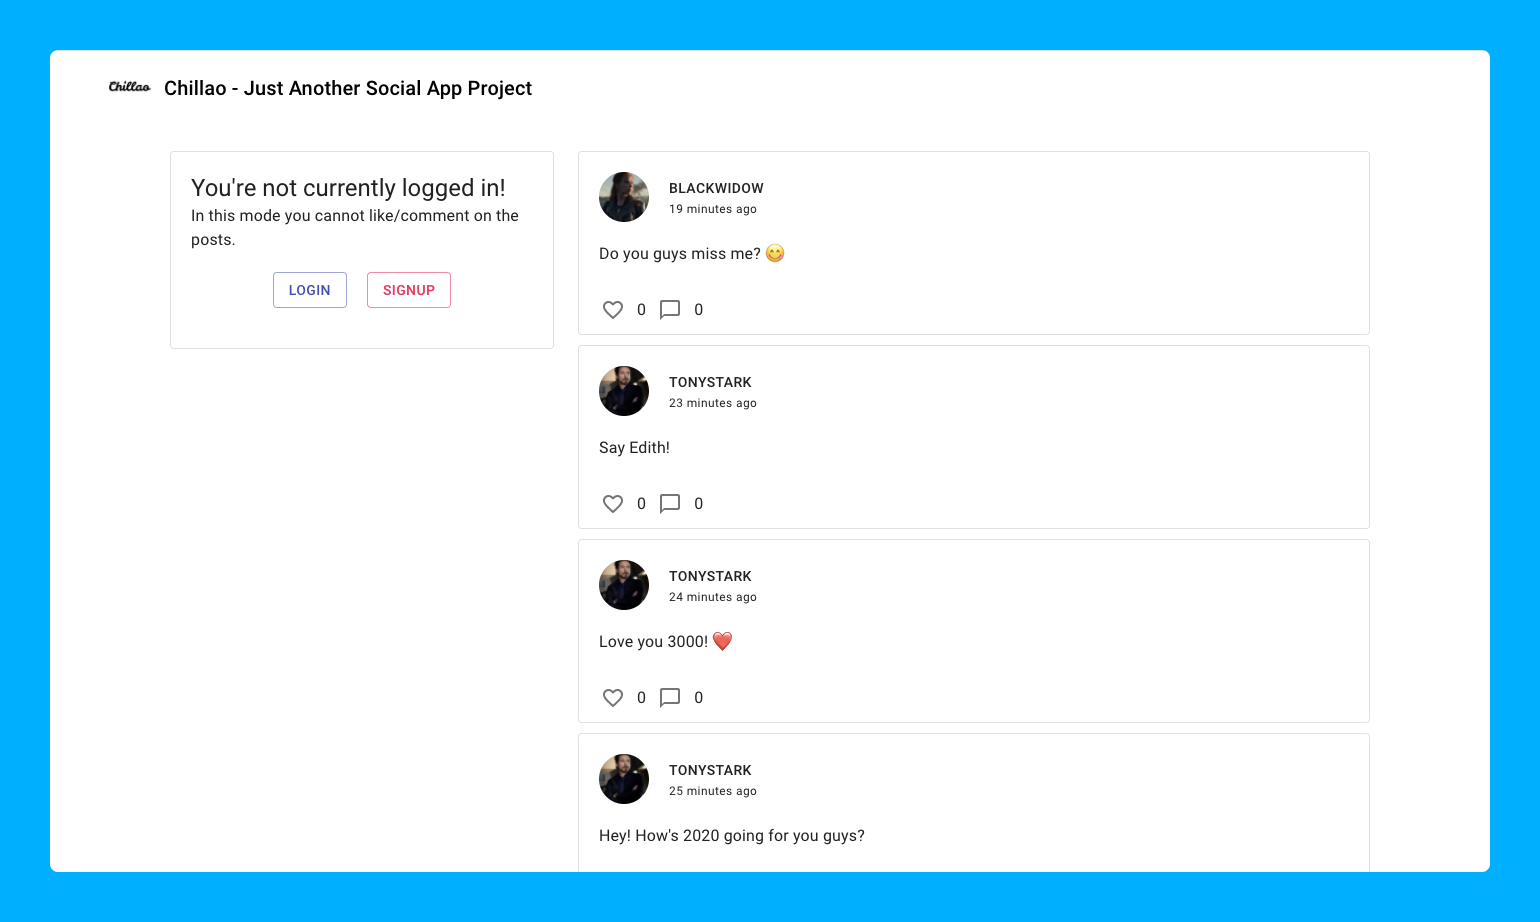 Chillao
Chillao - Just Another Social App Project
You're not currently logged in!
In this mode you cannot like/comment on the
posts.
LOGIN SIGNUP
BLACKWIDOW
19 minutes ago
Do you guys miss me? 😋
0 0
TONYSTARK
23 minutes ago
Say Edith!
0 0
TONYSTARK
24 minutes ago
Love you 3000! ❤️
0 0
TONYSTARK
25 minutes ago
Hey! How's 2020 going for you guys?